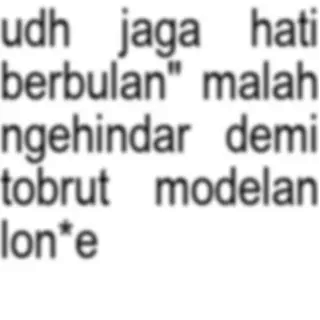 udh jaga hati
berbulan" malah
ngehindar demi
tobrut modelan
lon*e